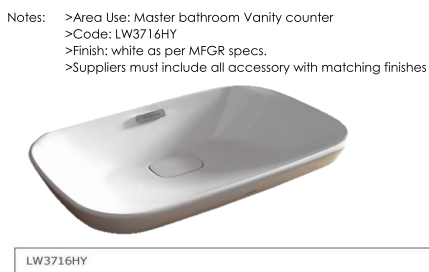 Notes: >Area Use: Master bathroom Vanity counter
>Code: LW3716HY
>Finish: white as per MFGR specs.
>Suppliers must include all accessory with matching finishes
LW3716HY